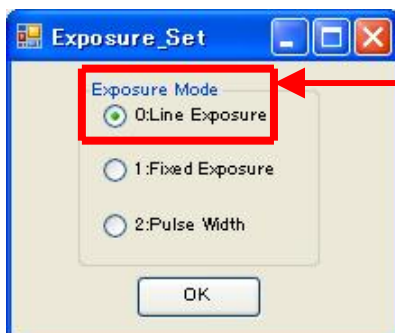 Exposure_Set
Exposure Mode
0:Line Exposure
1:Fixed Exposure
2:Pulse Width
OK